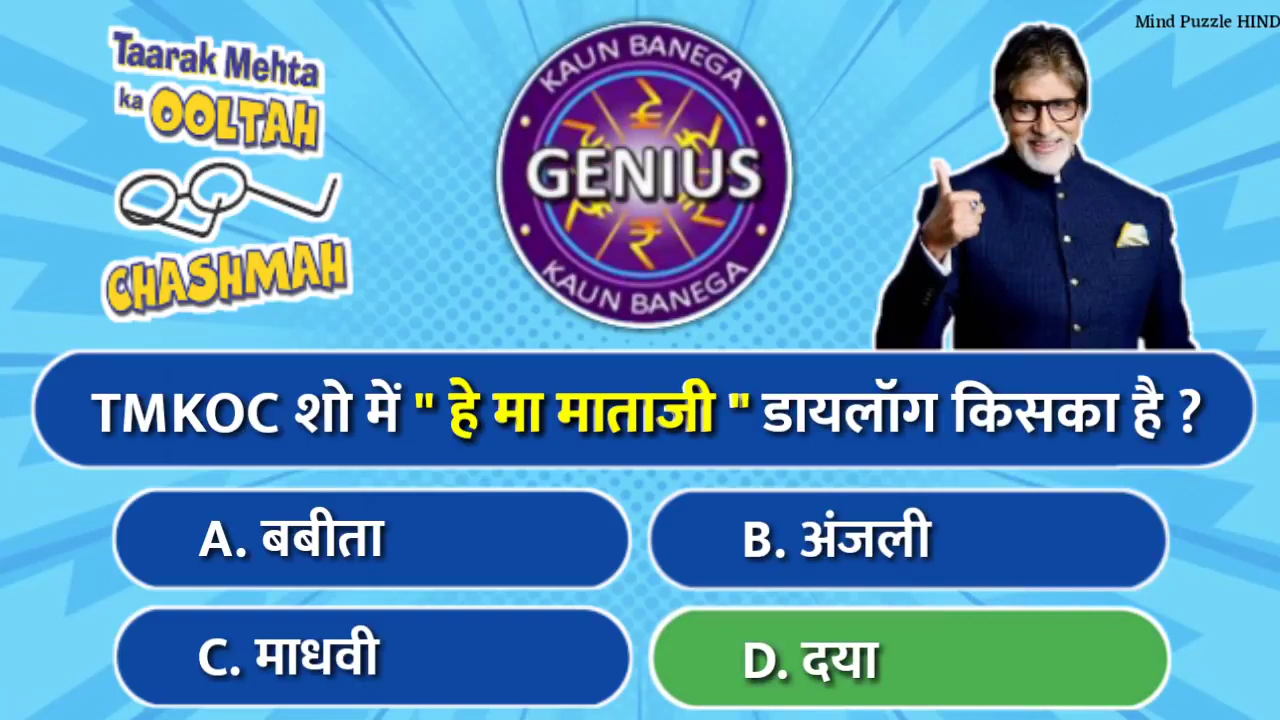 Mind Puzzle HIND
Taarak Mehta
ka OOLTAH
CHASHMAH
KAUN BANEGA
GENIUS
KAUN BANEGA
TMKOC शो में " हे मा माताजी " डायलॉग किसका है ?
A. बबीता
B. अंजली
C. माधवी
D. दया